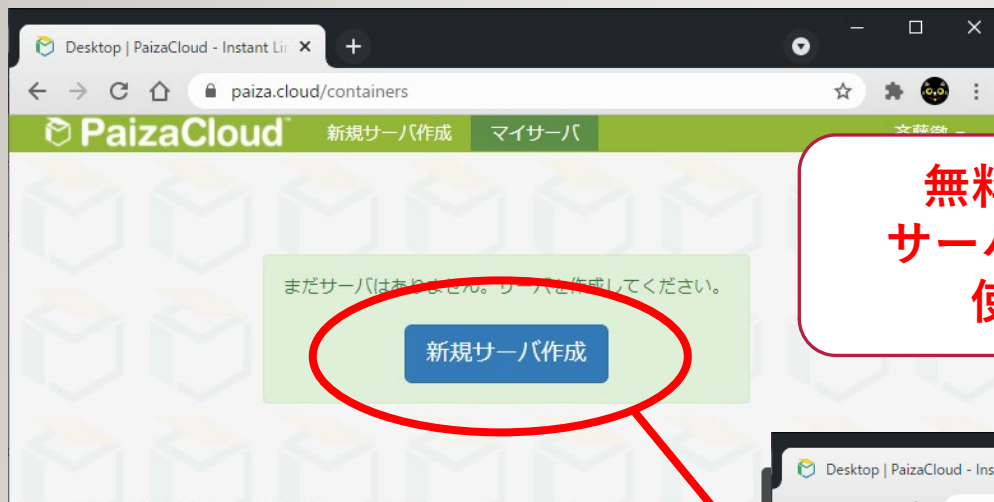 Desktop | PaizaCloud - Instant Lin
paiza.cloud/containers
PaizaCloud
新規サーバ作成
マイサーバ
まだサーバはありません。サーバを作成してください。
新規サーバ作成
無料
サーバ
使
Desktop | PaizaCloud - Ins